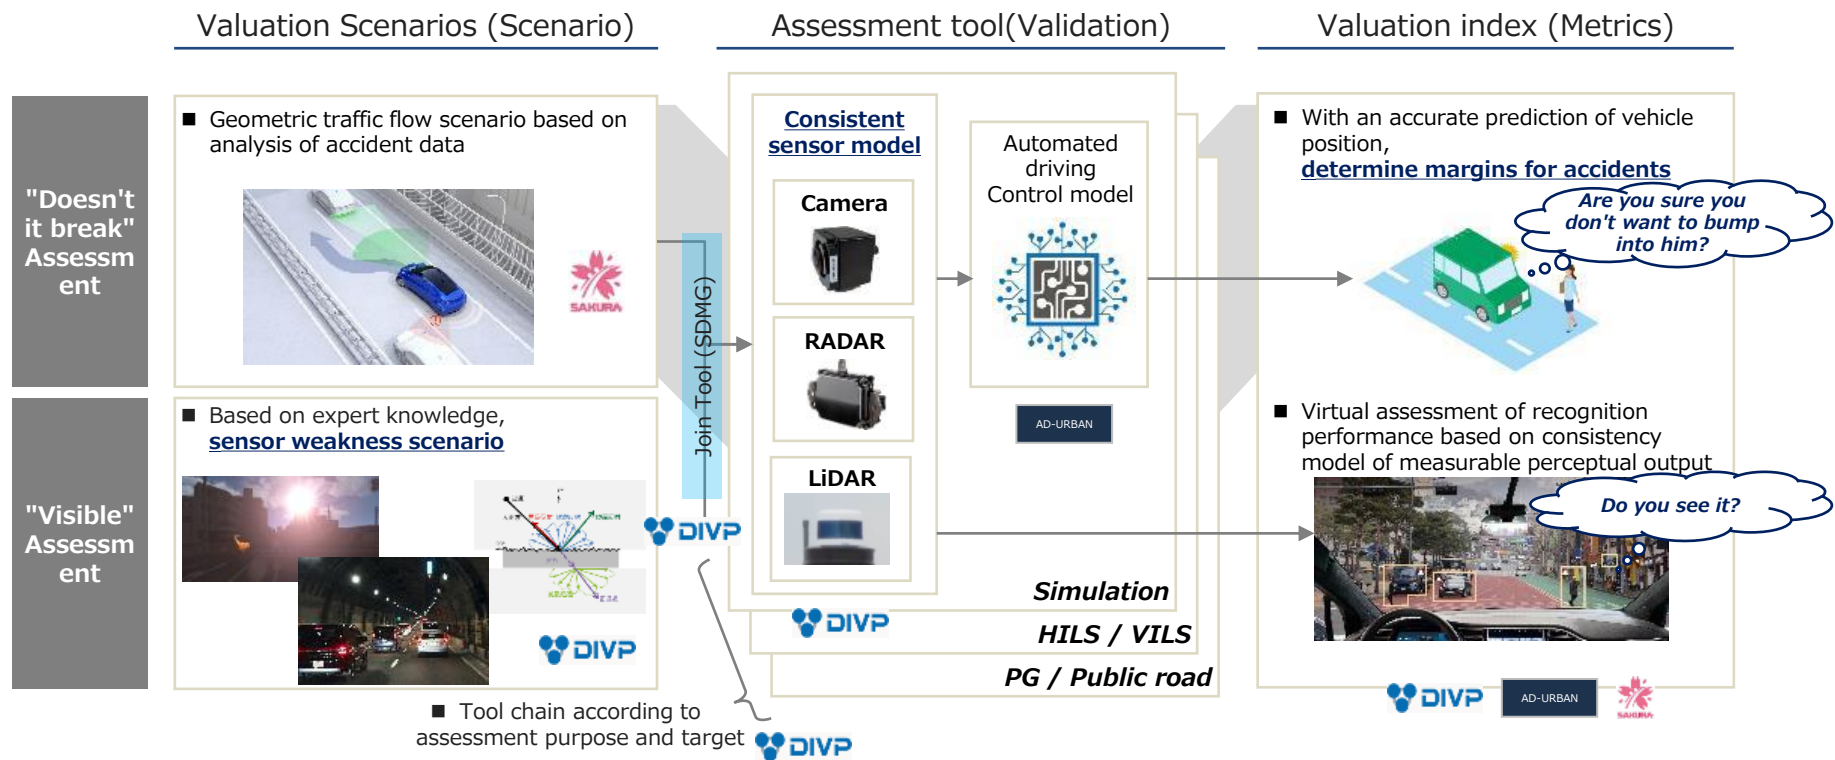 Valuation Scenarios (Scenario)
Assessment tool(Validation)
Valuation index (Metrics)
"Doesn't
it break"
Assessm
ent
■ Geometric traffic flow scenario based on
analysis of accident data
SAKURA
Join Tool (SDMG)
Consistent
sensor model
Camera
RADAR
LiDAR
Automated
driving
Control model
AD-URBAN
■ With an accurate prediction of vehicle
position,
determine margins for accidents
Are you sure you
don't want to bump
into him?
"Visible"
Assessm
ent
■ Based on expert knowledge,
sensor weakness scenario
DIVP
DIVP
Simulation
DIVP
HILS / VILS
PG / Public road
■ Virtual assessment of recognition
performance based on consistency
model of measurable perceptual output
Do you see it?
DIVP
AD-URBAN
SAKURA
■ Tool chain according to
assessment purpose and target
DIVP